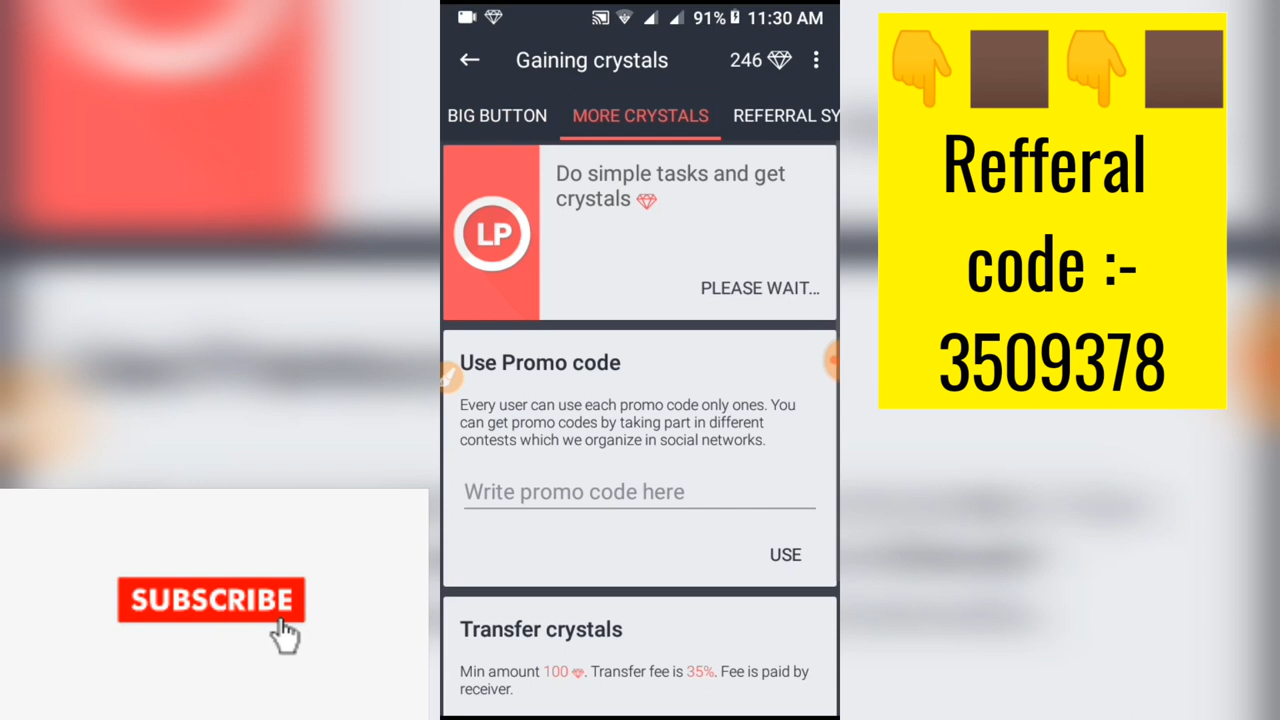 91% 11:30 AM
Gaining crystals 246
BIG BUTTON MORE CRYSTALS REFERRAL SY
Do simple tasks and get
crystals
LP
PLEASE WAIT...
Use Promo code
Every user can use each promo code only ones. You
can get promo codes by taking part in different
contests which we organize in social networks.
Write promo code here
USE
Transfer crystals
Min amount 100 . Transfer fee is 35%. Fee is paid by
receiver.
Refferal
code :-
3509378
SUBSCRIBE